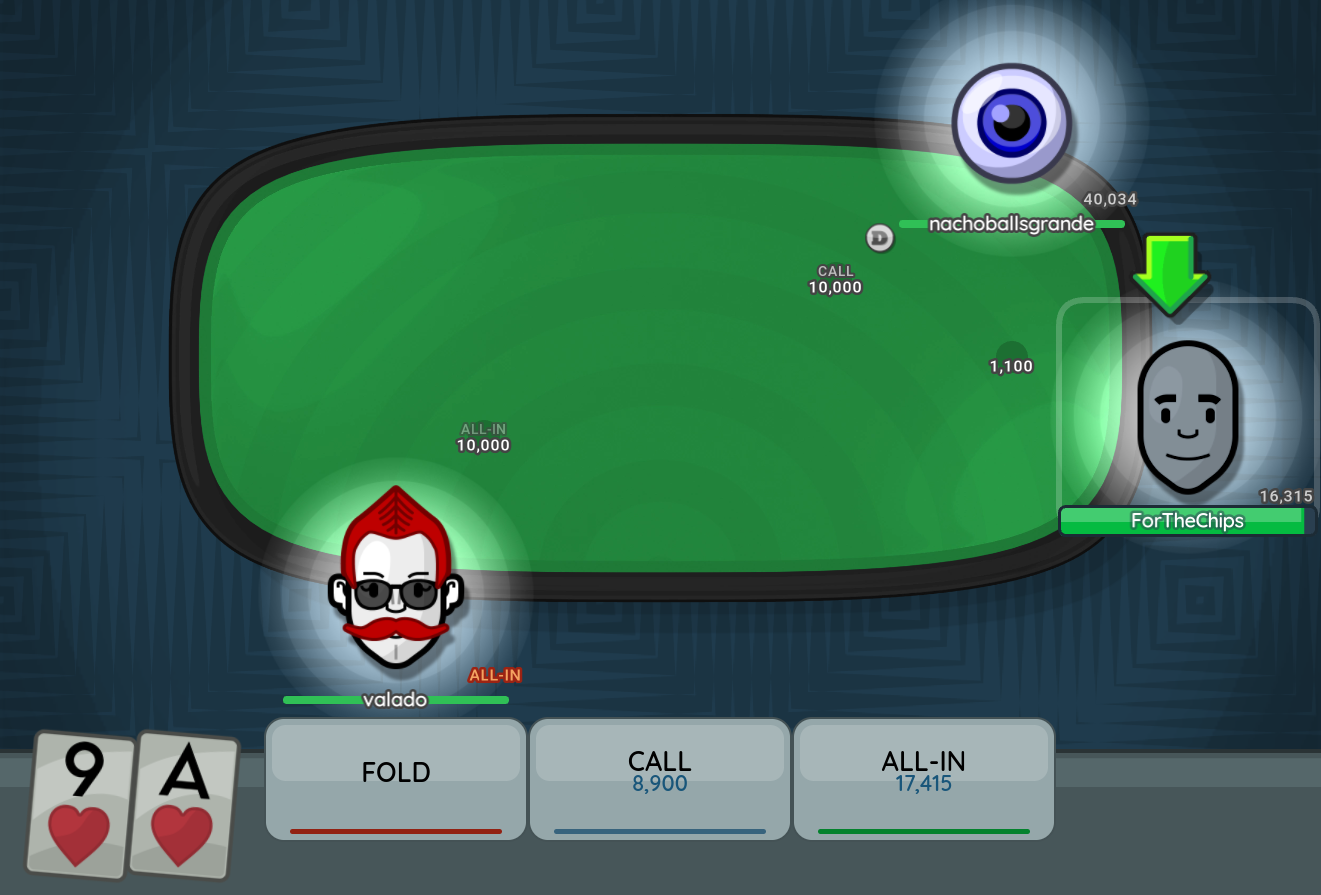 40,034
nachoballsgrande
D
CALL
10,000
1,100
ALL-IN
10,000
16,315
ForTheChips
ALL-IN
valado
9 A
FOLD
CALL
8,900
ALL-IN
17,415